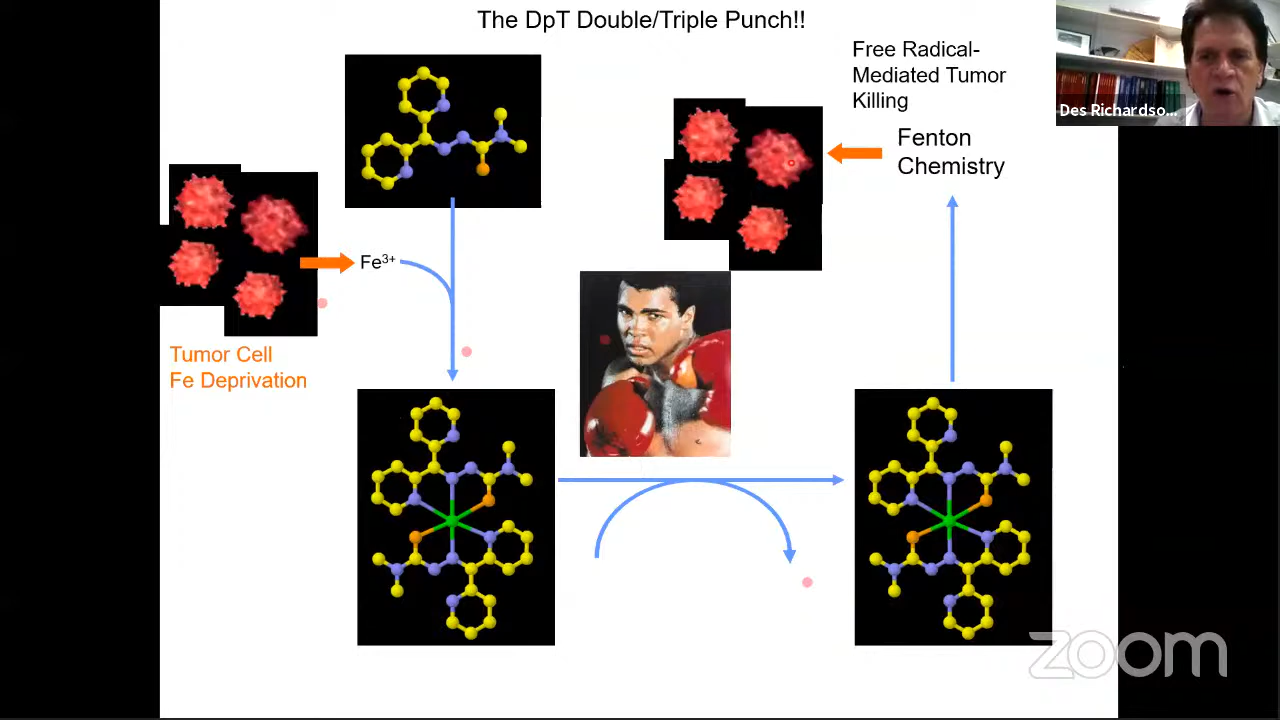 The DpT Double/Triple Punch!!
Free Radical-
Mediated Tumor
Killing
Des Richardso...
Fenton
Chemistry
Fe³⁺
Tumor Cell
Fe Deprivation
zoom